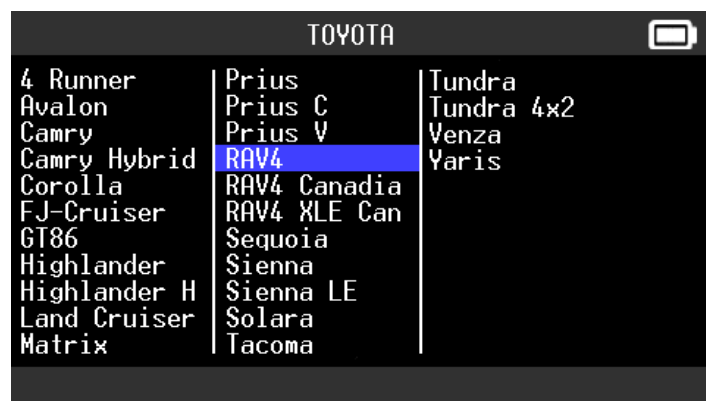 TOYOTA
4 Runner
Avalon
Camry
Camry Hybrid
Corolla
FJ-Cruiser
GT86
Highlander
Highlander H
Land Cruiser
Matrix
Prius
Prius C
Prius V
RAV4
RAV4 Canadia
RAV4 XLE Can
Sequoia
Sienna
Sienna LE
Solara
Tacoma
Tundra
Tundra 4x2
Venza
Yaris